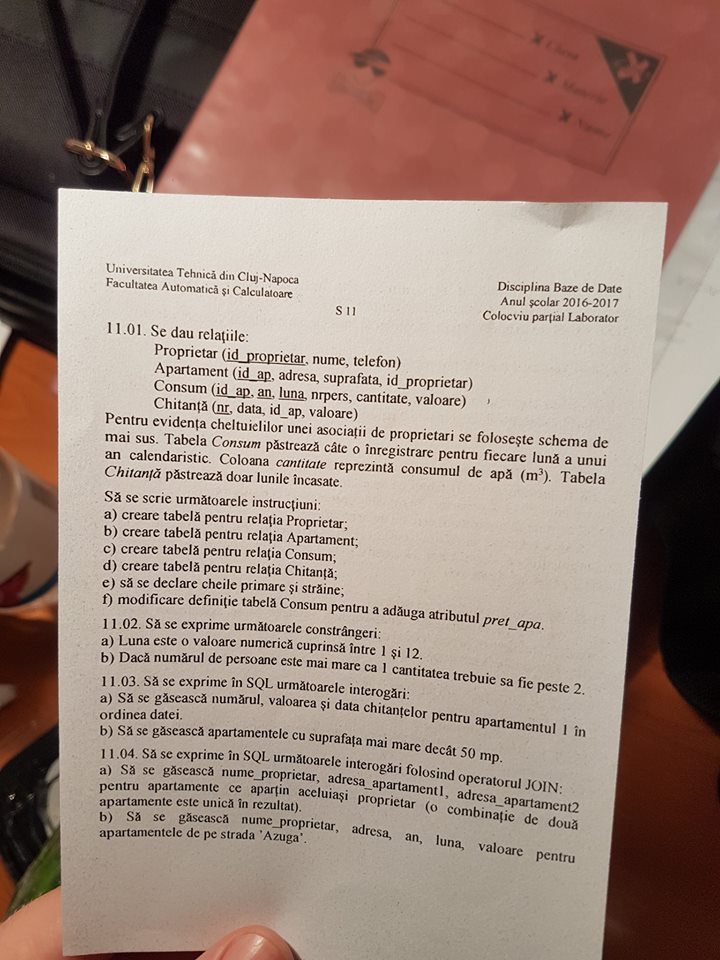 Clasa
Materia
Nume
Universitatea Tehnică din Cluj-Napoca
Facultatea Automatică şi Calculatoare
S 11
Disciplina Baze de Date
Anul şcolar 2016-2017
Colocviu parţial Laborator
11.01. Se dau relaţiile:
Proprietar (id_proprietar, nume, telefon)
Apartament (id_ap, adresa, suprafata, id_proprietar)
Consum (id_ap, an, luna, nrpers, cantitate, valoare)
Chitanţă (nr, data, id_ap, valoare)
Pentru evidenţa cheltuielilor unei asociaţii de proprietari se foloseşte schema de
mai sus. Tabela Consum păstrează câte o înregistrare pentru fiecare lună a unui
an calendaristic. Coloana cantitate reprezintă consumul de apă (m³). Tabela
Chitanţă păstrează doar lunile încasate.
Să se scrie următoarele instrucţiuni:
a) creare tabelă pentru relaţia Proprietar;
b) creare tabelă pentru relaţia Apartament;
c) creare tabelă pentru relaţia Consum;
d) creare tabelă pentru relaţia Chitanţă;
e) să se declare cheile primare şi străine;
f) modificare definiţie tabelă Consum pentru a adăuga atributul pret_apa.
11.02. Să se exprime următoarele constrângeri:
a) Luna este o valoare numerică cuprinsă între 1 şi 12.
b) Dacă numărul de persoane este mai mare ca 1 cantitatea trebuie sa fie peste 2.
11.03. Să se exprime în SQL următoarele interogări:
a) Să se găsească numărul, valoarea şi data chitanţelor pentru apartamentul 1 în
ordinea datei.
b) Să se găsească apartamentele cu suprafaţa mai mare decât 50 mp.
11.04. Să se exprime în SQL următoarele interogări folosind operatorul JOIN:
a) Să se găsească nume_proprietar, adresa_apartament1, adresa_apartament2
pentru apartamente ce aparţin aceluiaşi proprietar (o combinaţie de două
apartamente este unică în rezultat).
b) Să se găsească nume_proprietar, adresa, an, luna, valoare pentru
apartamentele de pe strada 'Azuga'.